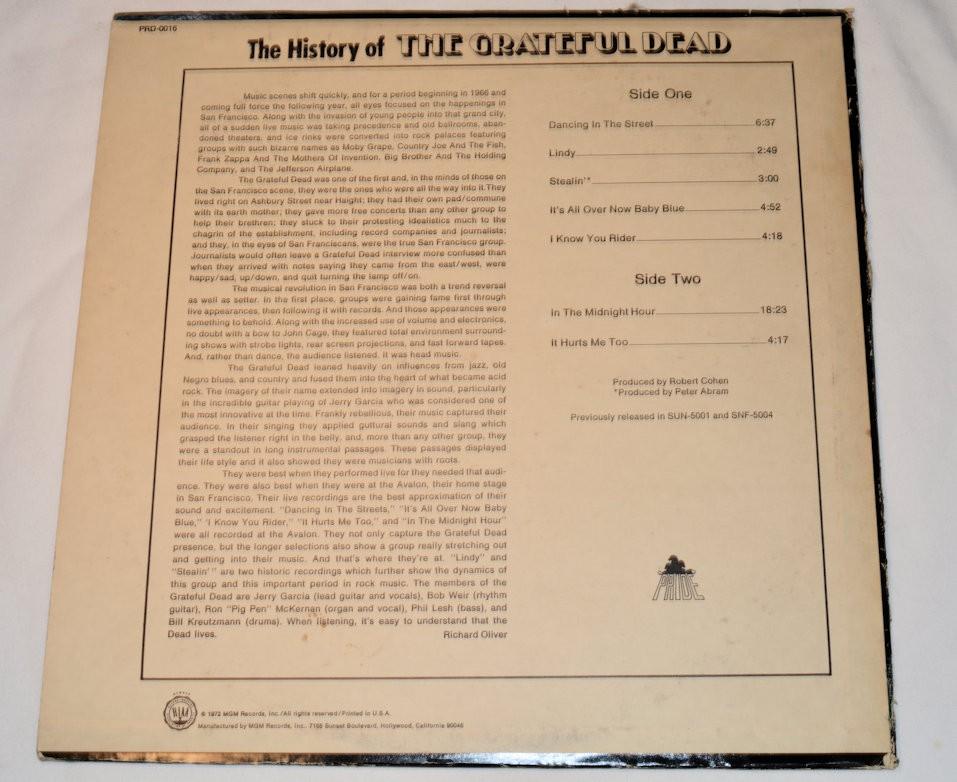 PRD-0016
The History of THE GRATEFUL DEAD
Music scenes shift quickly, and for a period beginning in 1966 and
coming full force the following year, all eyes focused on the happenings in
San Francisco. Along with the invasion of young people into that grand city,
all of a sudden live music was taking precedence and old ballrooms, aban-
doned theaters, and ice rinks were converted into rock palaces featuring
groups with such bizarre names as Moby Grape, Country Joe And The Fish,
Frank Zappa And The Mothers Of Invention, Big Brother And The Holding
Company, and The Jefferson Airplane.
The Grateful Dead was one of the first and, in the minds of those on
the San Francisco scene, they were the ones who were all the way into it. They
lived right on Ashbury Street near Haight; they had their own pad/commune
with its earth mother; they gave more free concerts than any other group to
help their brethren; they stuck to their protesting idealistics much to the
chagrin of the establishment, including record companies and journalists;
and they, in the eyes of San Franciscans, were the true San Francisco group.
Journalists would often leave a Grateful Dead interview more confused than
when they arrived with notes saying they came from the east/west, were
happy/sad, up/down, and quit turning the lamp off/on.
The musical revolution in San Francisco was both a trend reversal
as well as setter. In the first place, groups were gaining fame first through
live appearances, then following it with records. And those appearances were
something to behold. Along with the increased use of volume and electronics,
no doubt with a bow to John Cage, they featured total environment surround-
ing shows with strobe lights, rear screen projections, and fast forward tapes.
And, rather than dance, the audience listened. It was head music.
The Grateful Dead leaned heavily on influences from jazz, old
Negro blues, and country and fused them into the heart of what became acid
rock. The imagery of their name extended into imagery in sound, particularly
in the incredible guitar playing of Jerry Garcia who was considered one of
the most innovative at the time. Frankly rebellious, their music captured their
audience. In their singing they applied guttural sounds and slang which
grasped the listener right in the belly, and, more than any other group, they
were a standout in long instrumental passages. These passages displayed
their life style and it also showed they were musicians with roots.
They were best when they performed live for they needed that audi-
ence. They were also best when they were at the Avalon, their home stage
in San Francisco. Their live recordings are the best approximation of their
sound and excitement. "Dancing In The Streets," "It's All Over Now Baby
Blue," 'I Know You Rider," "It Hurts Me Too," and "In The Midnight Hour"
were all recorded at the Avalon. They not only capture the Grateful Dead
presence, but the longer selections also show a group really stretching out
and getting into their music. And that's where they're at. "Lindy" and
"Stealin'" are two historic recordings which further show the dynamics of
this group and this important period in rock music. The members of the
Grateful Dead are Jerry Garcia (lead guitar and vocals), Bob Weir (rhythm
guitar), Ron "Pig Pen" McKernan (organ and vocal), Phil Lesh (bass), and
Bill Kreutzmann (drums). When listening, it's easy to understand that the
Dead lives. Richard Oliver
Side One
Dancing In The Street 6:37
Lindy 2:49
Stealin'* 3:00
It's All Over Now Baby Blue 4:52
I Know You Rider 4:18
Side Two
In The Midnight Hour 18:23
It Hurts Me Too 4:17
Produced by Robert Cohen
*Produced by Peter Abram
Previously released in SUN-5001 and SNF-5004
PRIDE
© 1972 MGM Records, Inc./All rights reserved/Printed in U.S.A.
Manufactured by MGM Records, Inc., 7165 Sunset Boulevard, Hollywood, California 90046